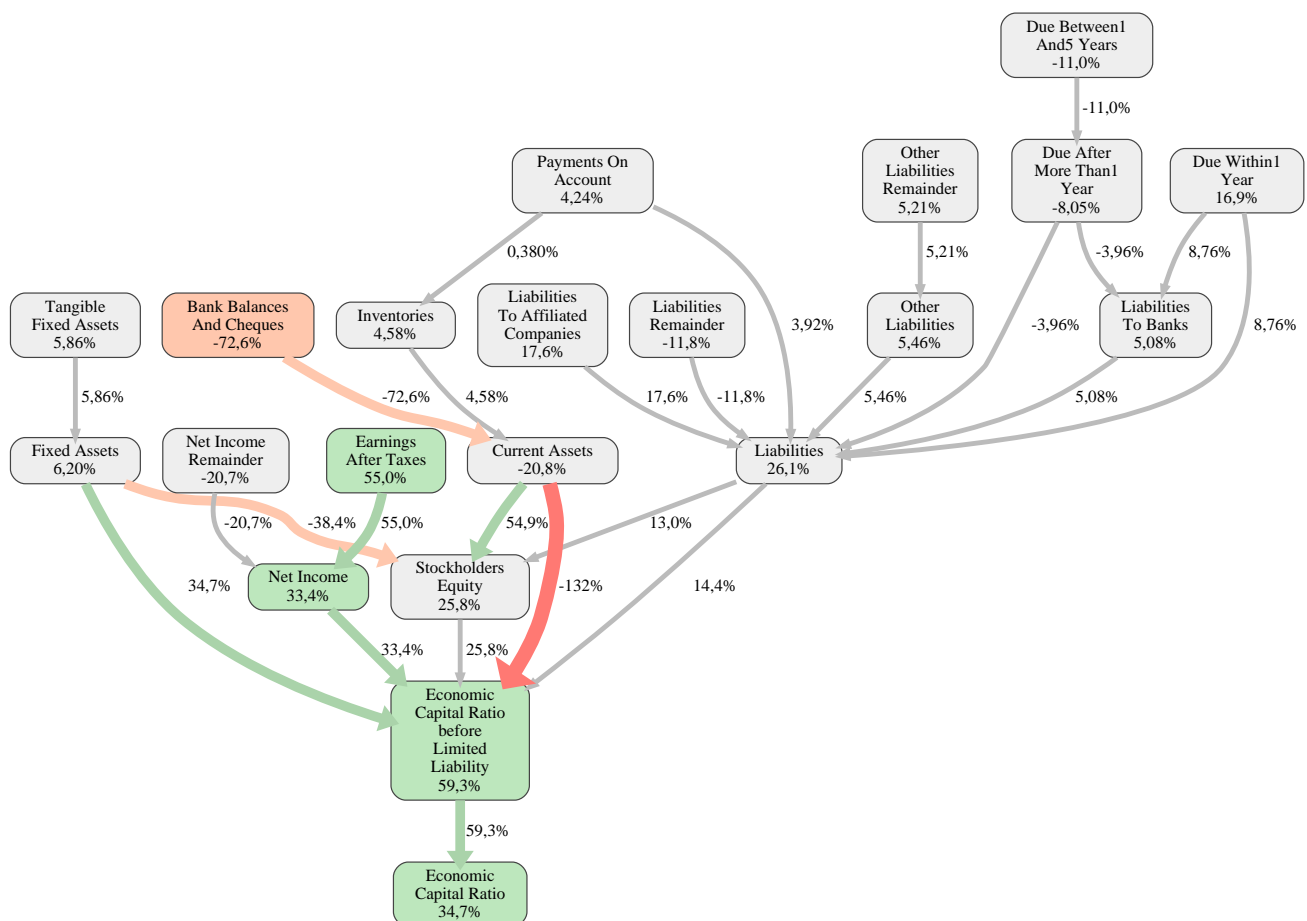 Due Between1
And5 Years
-11,0%
-11,0%
Payments On
Account
4,24%
Other
Liabilities
Remainder
5,21%
Due After
More Than1
Year
-8,05%
Due Within1
Year
16,9%
0,380%
5,21%
-3,96%
8,76%
Tangible
Fixed Assets
5,86%
Bank Balances
And Cheques
-72,6%
Inventories
4,58%
Liabilities
To Affiliated
Companies
17,6%
Liabilities
Remainder
-11,8%
3,92%
Other
Liabilities
5,46%
-3,96%
Liabilities
To Banks
5,08%
8,76%
5,86%
-72,6%
4,58%
17,6%
-11,8%
5,46%
5,08%
Fixed Assets
6,20%
Net Income
Remainder
-20,7%
Earnings
After Taxes
55,0%
Current Assets
-20,8%
Liabilities
26,1%
-20,7%
-38,4%
55,0%
54,9%
13,0%
34,7%
Net Income
33,4%
Stockholders
Equity
25,8%
-132%
14,4%
33,4%
25,8%
Economic
Capital Ratio
before
Limited
Liability
59,3%
59,3%
Economic
Capital Ratio
34,7%